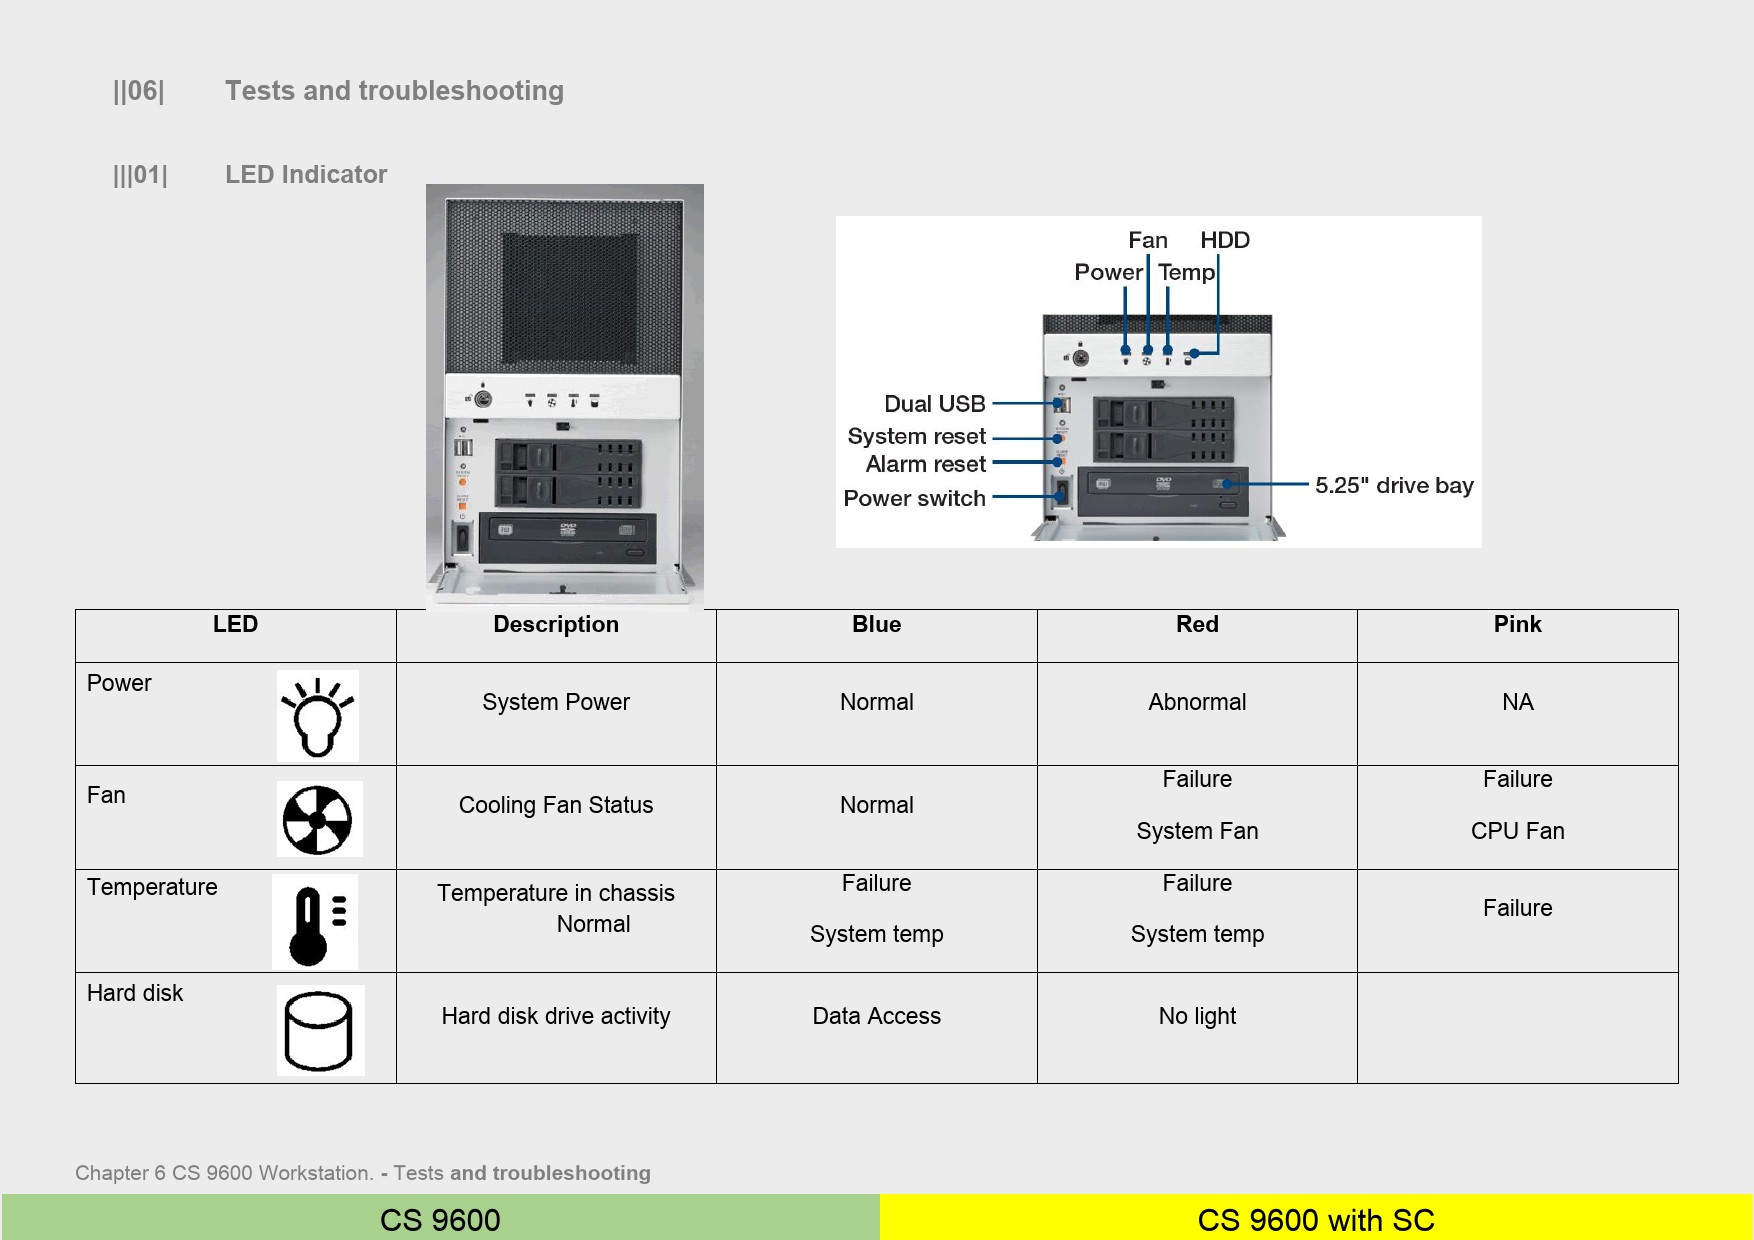 ||06| Tests and troubleshooting
|||01| LED Indicator
Fan HDD
Power Temp
Dual USB
System reset
Alarm reset
Power switch
5.25" drive bay
LED Description Blue Red Pink
Power System Power Normal Abnormal NA
Fan Cooling Fan Status Normal Failure System Fan Failure CPU Fan
Temperature Temperature in chassis Normal Failure System temp Failure System temp Failure
Hard disk Hard disk drive activity Data Access No light
Chapter 6 CS 9600 Workstation. - Tests and troubleshooting
CS 9600 CS 9600 with SC